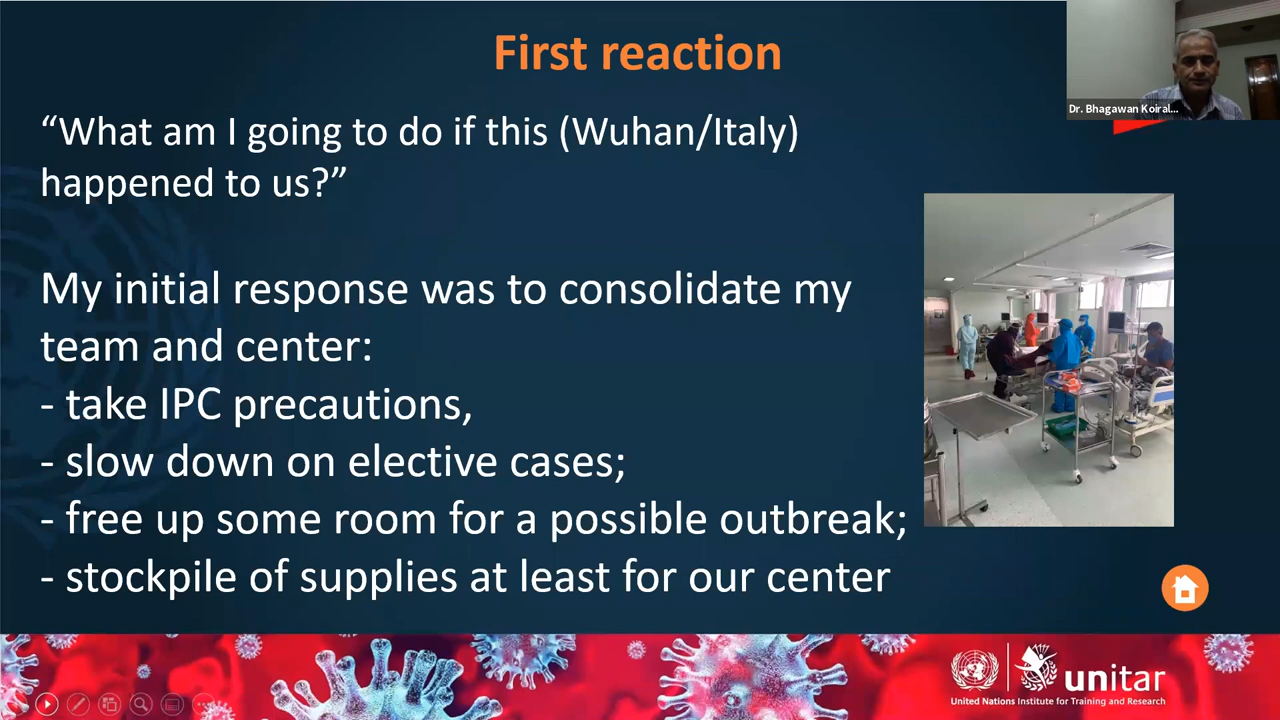 First reaction
Dr. Bhagawan Koiral...
“What am I going to do if this (Wuhan/Italy)
happened to us?”
My initial response was to consolidate my
team and center:
- take IPC precautions,
- slow down on elective cases;
- free up some room for a possible outbreak;
- stockpile of supplies at least for our center
unitar
United Nations Institute for Training and Research